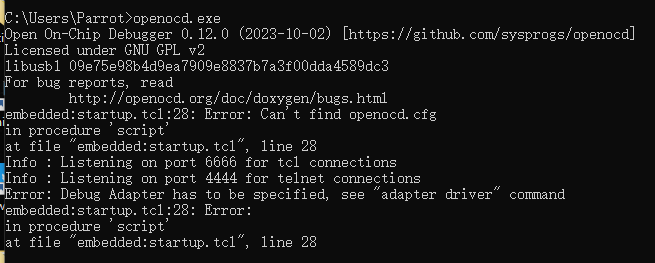 C:\Users\Parrot>openocd.exe
Open On-Chip Debugger 0.12.0 (2023-10-02) [https://github.com/sysprogs/openocd]
Licensed under GNU GPL v2
libusb1 09e75e98b4d9ea7909e8837b7a3f00dda4589dc3
For bug reports, read
        http://openocd.org/doc/doxygen/bugs.html
embedded:startup.tcl:28: Error: Can't find openocd.cfg
in procedure 'script'
at file "embedded:startup.tcl", line 28
Info : Listening on port 6666 for tcl connections
Info : Listening on port 4444 for telnet connections
Error: Debug Adapter has to be specified, see "adapter driver" command
embedded:startup.tcl:28: Error:
in procedure 'script'
at file "embedded:startup.tcl", line 28